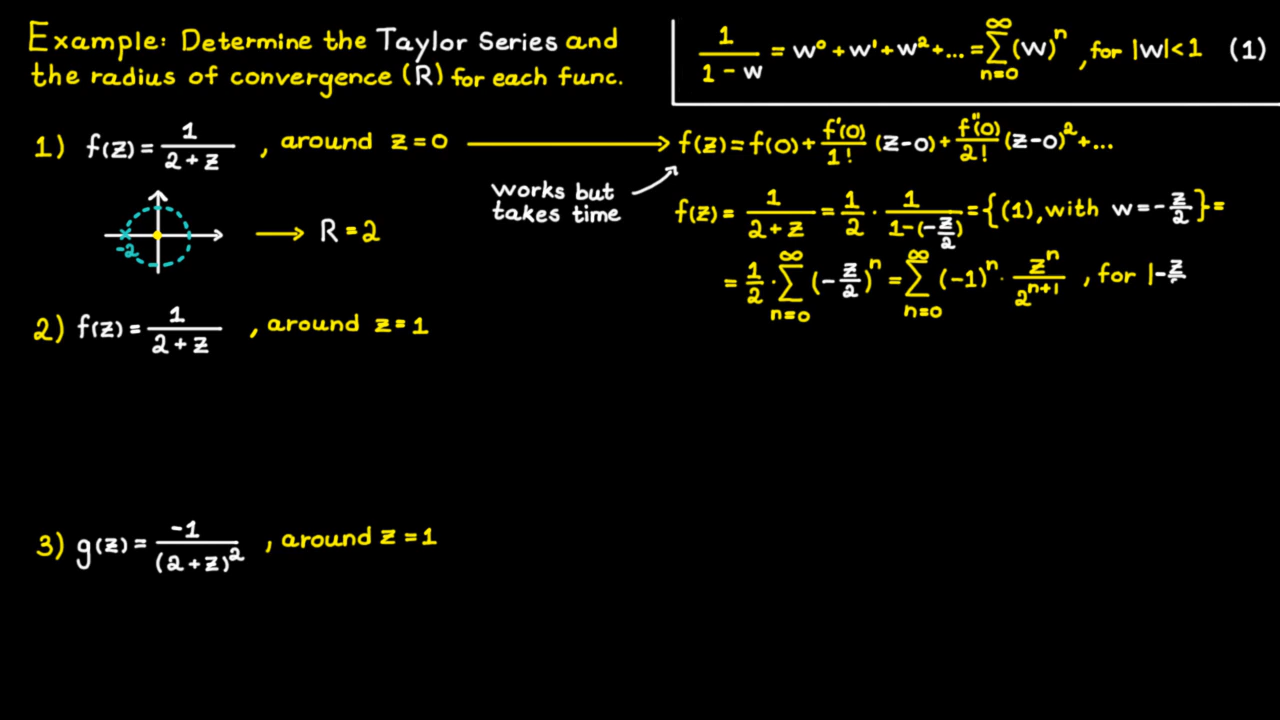 Example: Determine the Taylor Series and
the radius of convergence (R) for each func.
1/(1 - w) = w⁰ + w¹ + w² + ... = ∑_{n=0}^{∞} (w)ⁿ , for |w| < 1 (1)
1) f(z) = 1/(2 + z) , around z = 0
f(z) = f(0) + f'(0)/1! (z - 0) + f''(0)/2! (z - 0)² + ...
works but
takes time
f(z) = 1/(2 + z) = 1/2 · 1/(1 - (-z/2)) = {(1), with w = -z/2} =
-2
R = 2
= 1/2 · ∑_{n=0}^{∞} (-z/2)ⁿ = ∑_{n=0}^{∞} (-1)ⁿ · zⁿ/2ⁿ⁺¹ , for |-z
2) f(z) = 1/(2 + z) , around z = 1
3) g(z) = -1/(2 + z)² , around z = 1